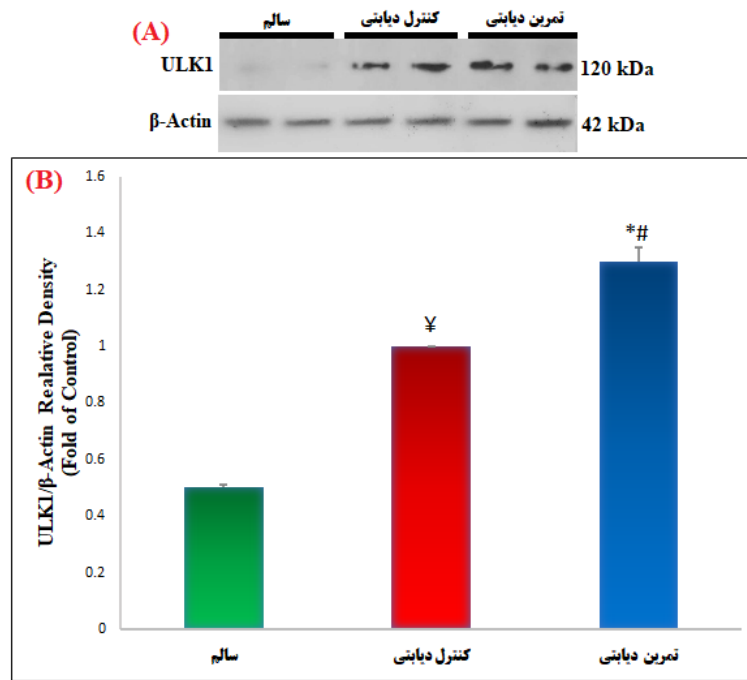 (A)
سالم کنترل دیابتی تمرین دیابتی
ULK1 120 kDa
β-Actin 42 kDa
(B)
ULK1/β-Actin Realative Density
(Fold of Control)
1.6
1.4
1.2
1
0.8
0.6
0.4
0.2
0
¥
*#
سالم کنترل دیابتی تمرین دیابتی